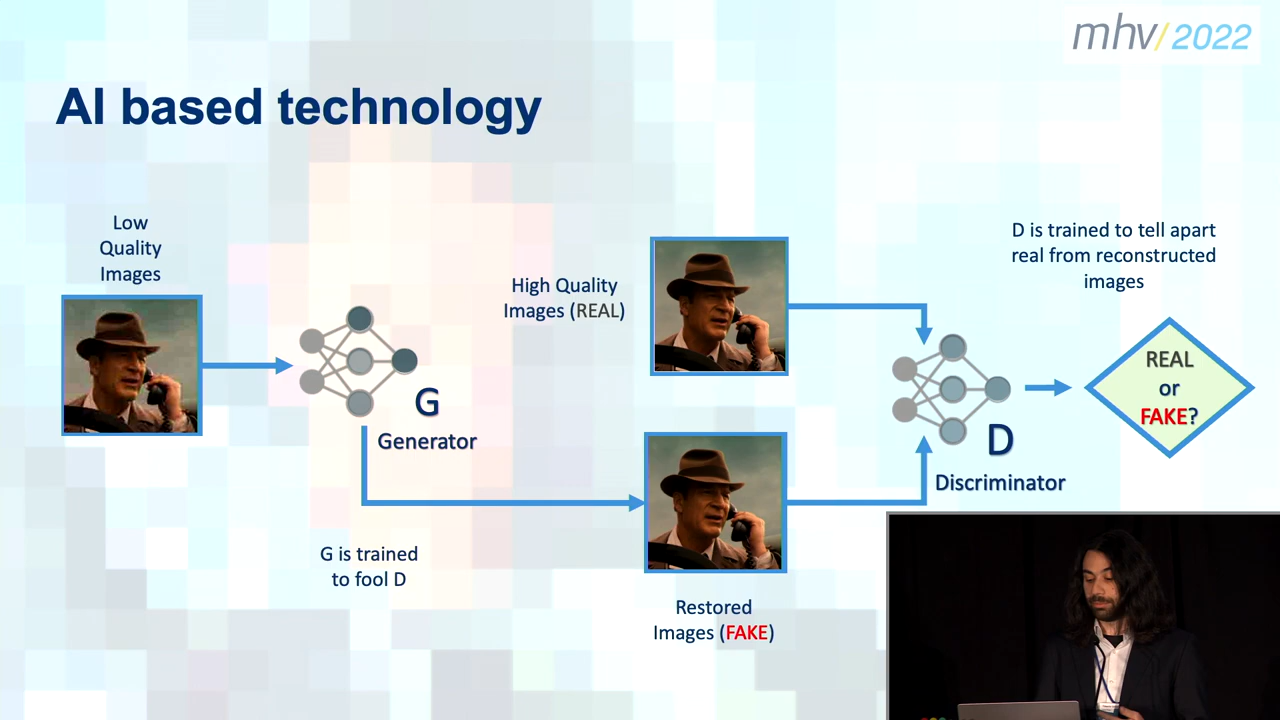 mhv/2022
AI based technology
Low
Quality
Images
G
Generator
G is trained
to fool D
High Quality
Images (REAL)
Restored
Images (FAKE)
D
Discriminator
D is trained to tell apart
real from reconstructed
images
REAL
or
FAKE?